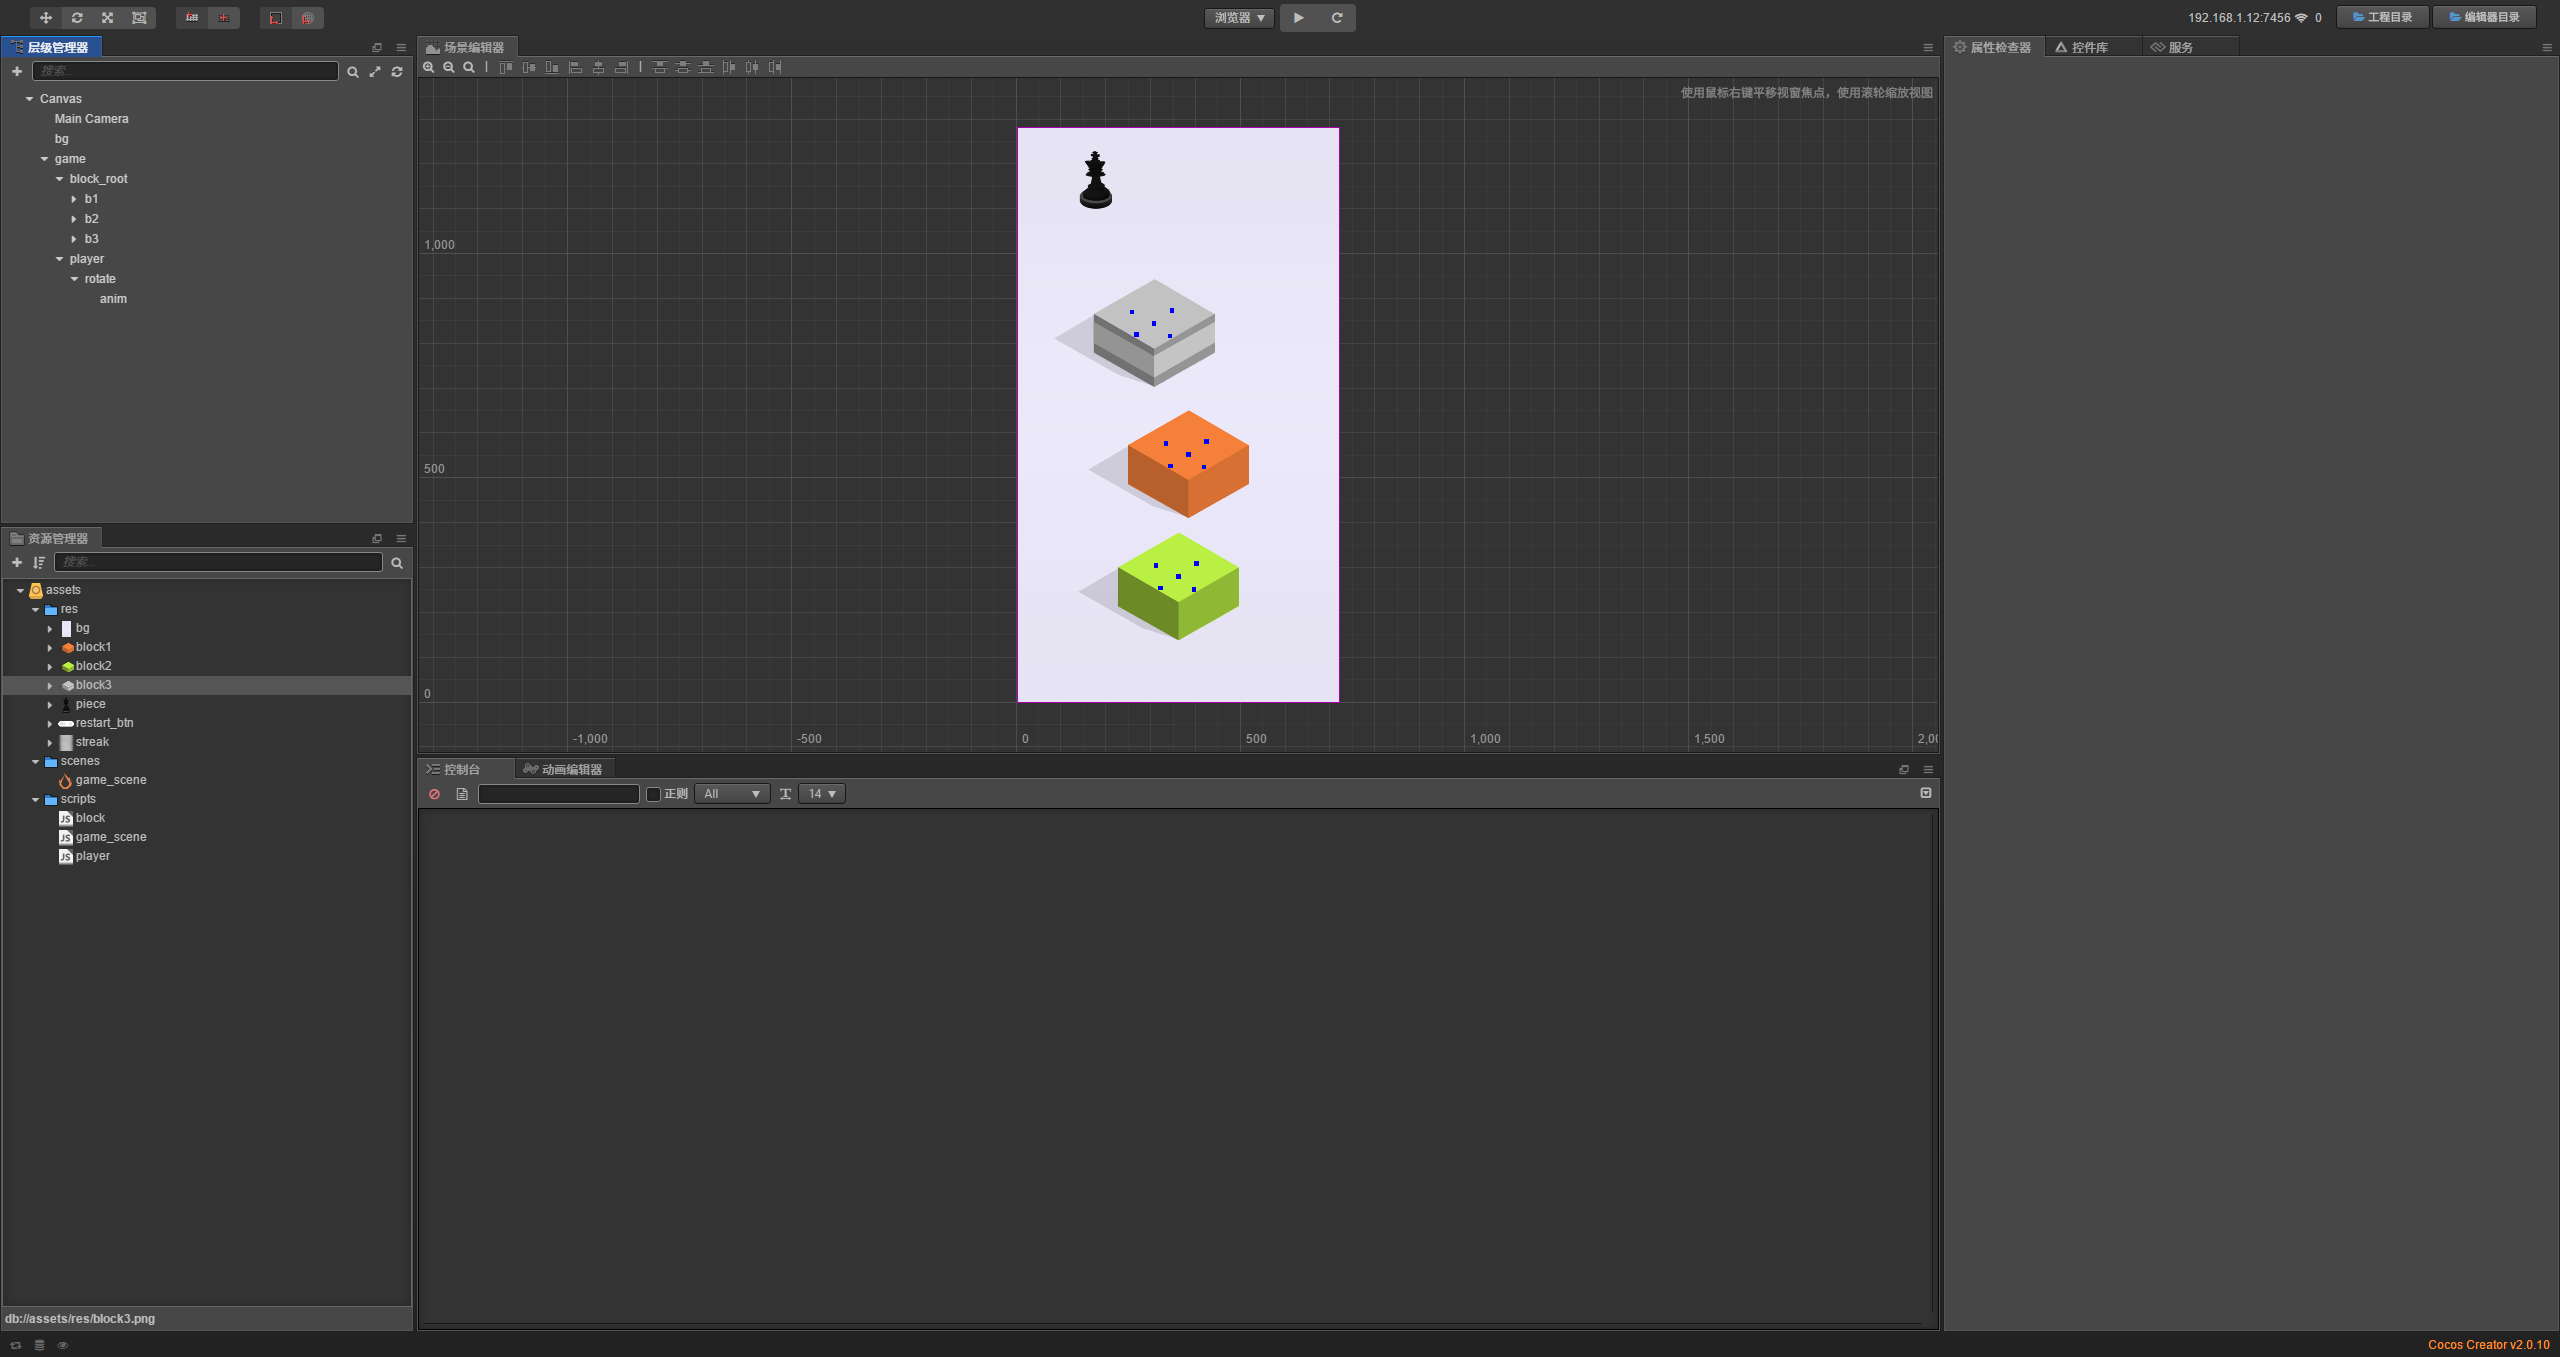 浏览器
192.168.1.12:7456 0
工程目录
编辑器目录
层级管理器
搜索...
Canvas
Main Camera
bg
game
block_root
b1
b2
b3
player
rotate
anim
资源管理器
搜索...
assets
res
bg
block1
block2
block3
piece
restart_btn
streak
scenes
game_scene
scripts
JS block
JS game_scene
JS player
db://assets/res/block3.png
场景编辑器
使用鼠标右键平移视窗焦点，使用滚轮缩放视图
1,000
500
0
-1,000 -500 0 500 1,000 1,500 2,00
控制台
动画编辑器
正则
All
14
属性检查器
控件库
服务
Cocos Creator v2.0.10